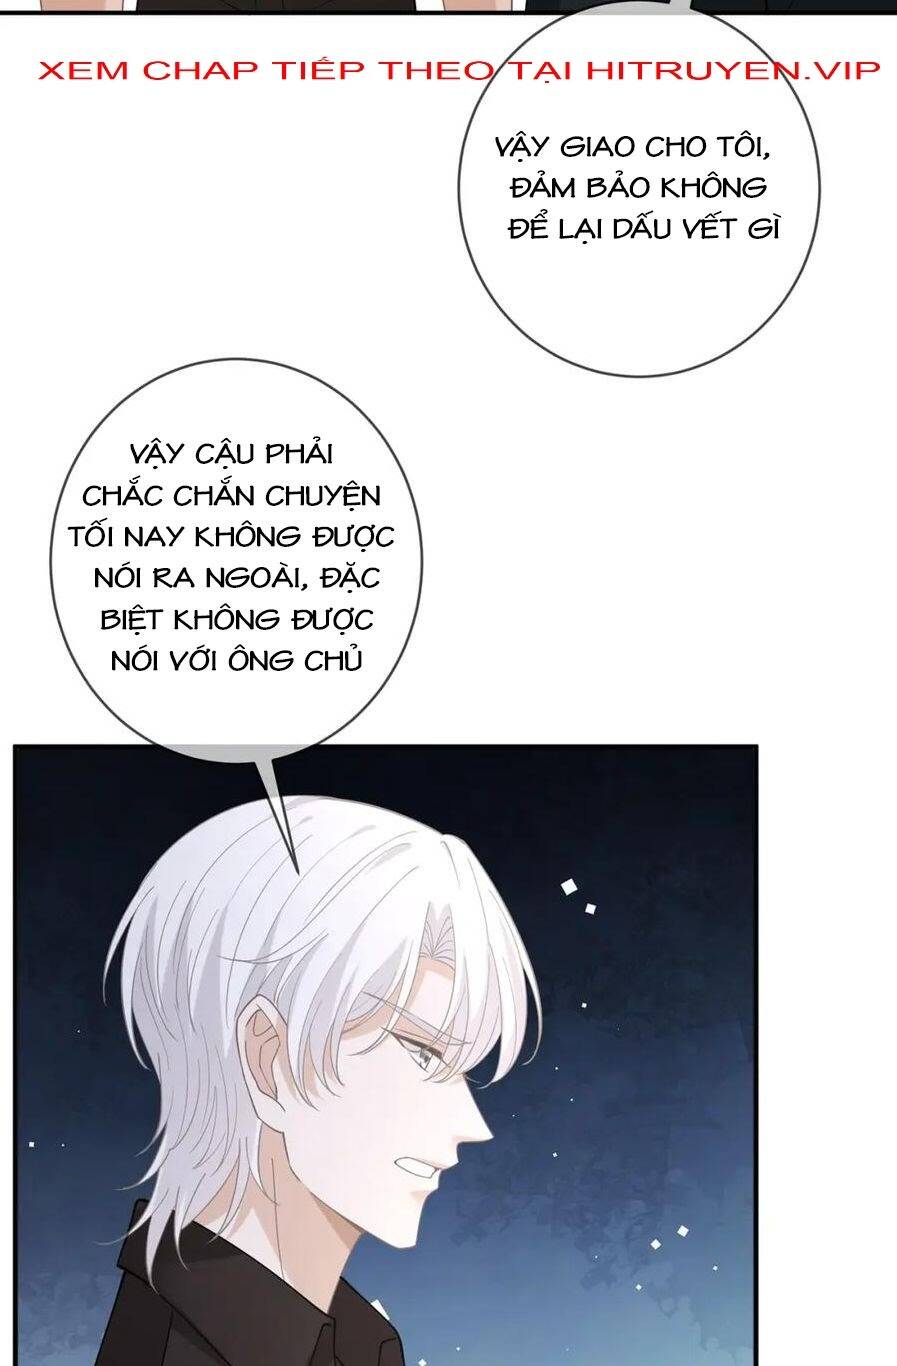 XEM CHAP TIẾP THEO TẠI HITRUYEN.VIP
VẬY GIAO CHO TÔI,
ĐẢM BẢO KHÔNG
ĐỂ LẠI DẤU VẾT GÌ
VẬY CẬU PHẢI
CHẮC CHẮN CHUYỆN
TỐI NAY KHÔNG ĐƯỢC
NÓI RA NGOÀI, ĐẶC
BIỆT KHÔNG ĐƯỢC
NÓI VỚI ÔNG CHỦ